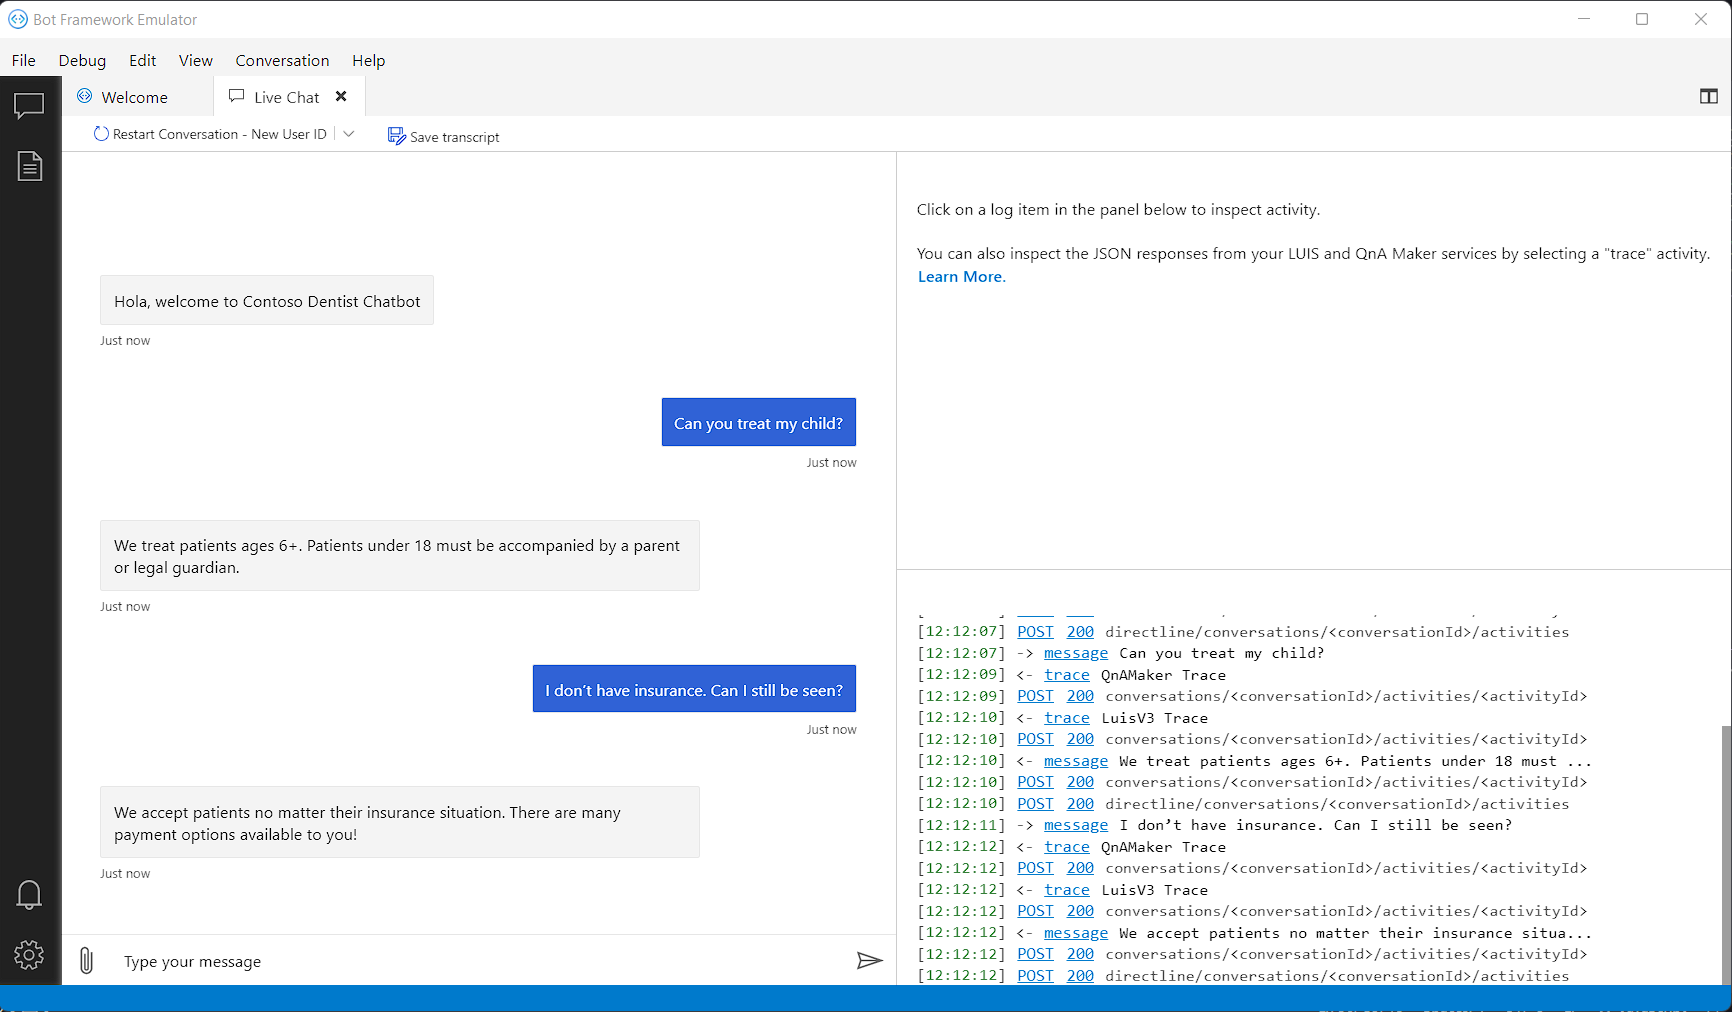 Bot Framework Emulator
File Debug Edit View Conversation Help
Welcome
Live Chat
Restart Conversation - New User ID
Save transcript
Hola, welcome to Contoso Dentist Chatbot
Just now
Can you treat my child?
Just now
We treat patients ages 6+. Patients under 18 must be accompanied by a parent
or legal guardian.
Just now
I don’t have insurance. Can I still be seen?
Just now
We accept patients no matter their insurance situation. There are many
payment options available to you!
Just now
Type your message
Click on a log item in the panel below to inspect activity.
You can also inspect the JSON responses from your LUIS and QnA Maker services by selecting a "trace" activity.
Learn More.
[12:12:07] POST 200 directline/conversations/<conversationId>/activities
[12:12:07] -> message Can you treat my child?
[12:12:09] <- trace QnAMaker Trace
[12:12:09] POST 200 conversations/<conversationId>/activities/<activityId>
[12:12:10] <- trace LuisV3 Trace
[12:12:10] POST 200 conversations/<conversationId>/activities/<activityId>
[12:12:10] <- message We treat patients ages 6+. Patients under 18 must ...
[12:12:10] POST 200 conversations/<conversationId>/activities/<activityId>
[12:12:10] POST 200 directline/conversations/<conversationId>/activities
[12:12:11] -> message I don’t have insurance. Can I still be seen?
[12:12:12] <- trace QnAMaker Trace
[12:12:12] POST 200 conversations/<conversationId>/activities/<activityId>
[12:12:12] <- trace LuisV3 Trace
[12:12:12] POST 200 conversations/<conversationId>/activities/<activityId>
[12:12:12] <- message We accept patients no matter their insurance situa...
[12:12:12] POST 200 conversations/<conversationId>/activities/<activityId>
[12:12:12] POST 200 directline/conversations/<conversationId>/activities